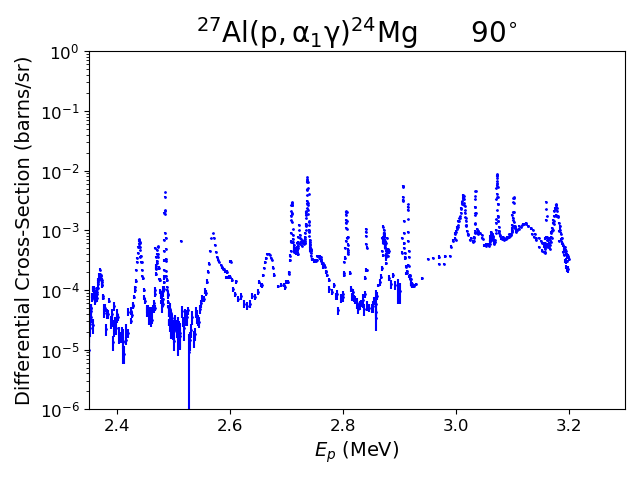 ²⁷Al(p, α₁γ)²⁴Mg 90°
Differential Cross-Section (barns/sr)
10⁰
10⁻¹
10⁻²
10⁻³
10⁻⁴
10⁻⁵
10⁻⁶
2.4 2.6 2.8 3.0 3.2
Eₚ (MeV)